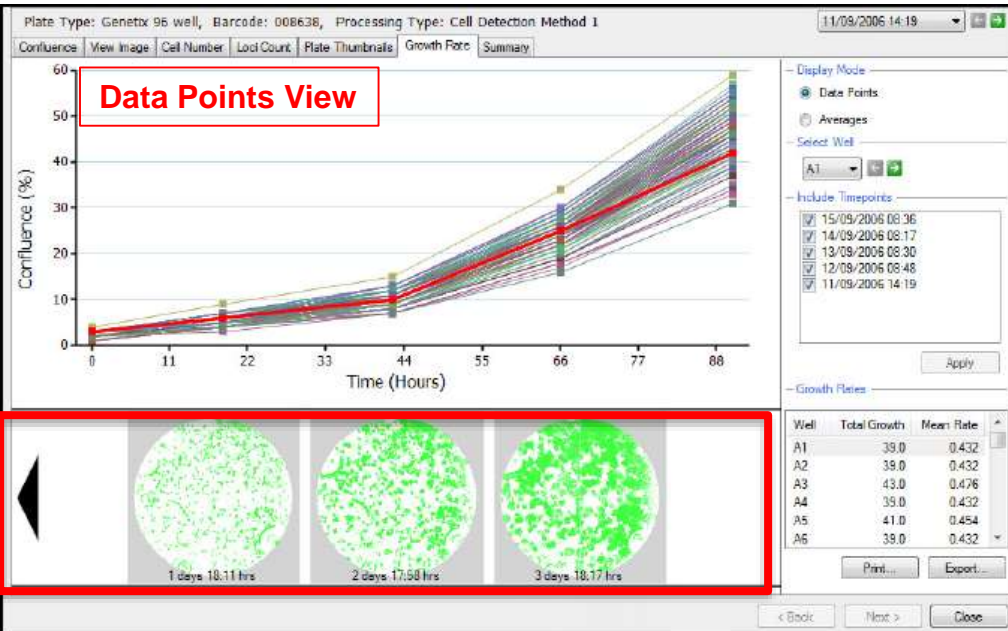 Plate Type: Genetix 96 well, Barcode: 008638, Processing Type: Cell Detection Method 1
11/09/2006 14:19
Confluence View Image Cell Number Loci Count Plate Thumbnails Growth Rate Summary
Data Points View
60
50
40
30
20
10
0
Confluence (%)
0 11 22 33 44 55 66 77 88
Time (Hours)
Display Mode
Data Points
Averages
Select Well
A1
Include Timepoints
15/09/2006 08:36
14/09/2006 08:17
13/09/2006 08:30
12/09/2006 08:48
11/09/2006 14:19
Apply
Growth Rates
Well Total Growth Mean Rate
A1 39.0 0.432
A2 39.0 0.432
A3 43.0 0.476
A4 39.0 0.432
A5 41.0 0.454
A6 39.0 0.432
1 days 18:11 hrs 2 days 17:58 hrs 3 days 18:17 hrs
Print... Export...
< Back Next > Close